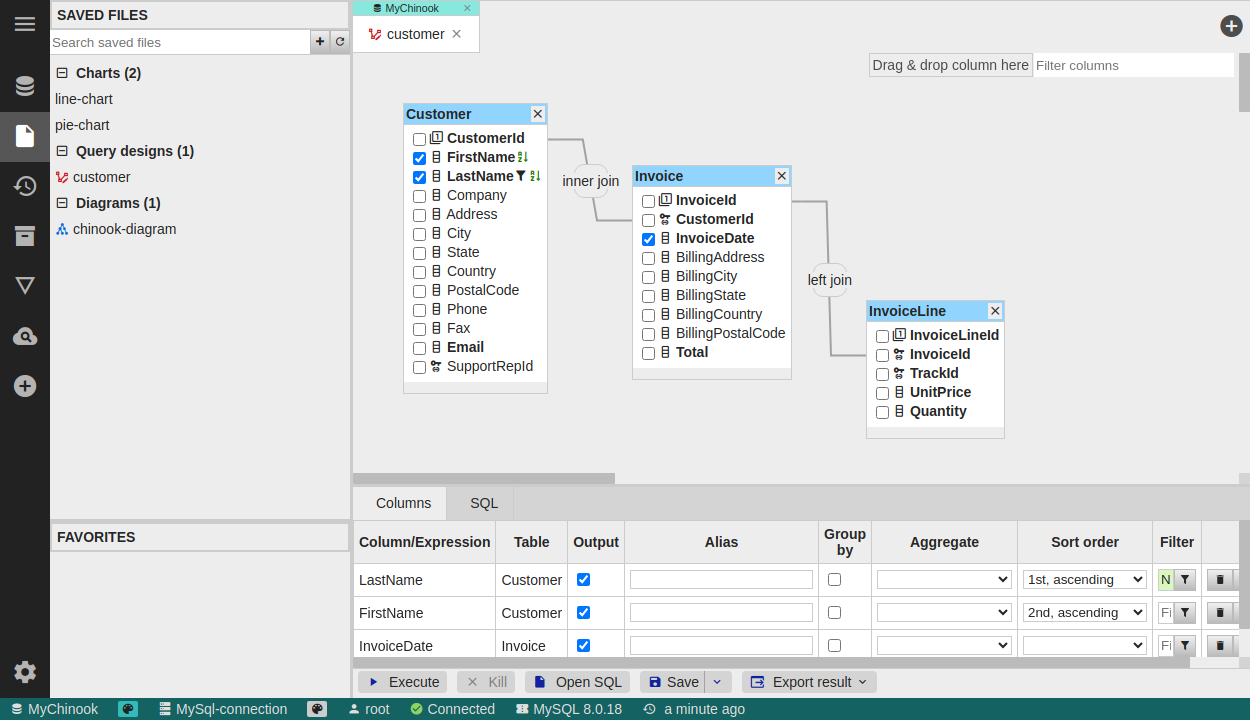 SAVED FILES
Search saved files
Charts (2)
line-chart
pie-chart
Query designs (1)
customer
Diagrams (1)
chinook-diagram
FAVORITES
MyChinook
customer
Drag & drop column here
Filter columns
Customer
CustomerId
FirstName
LastName
Company
Address
City
State
Country
PostalCode
Phone
Fax
Email
SupportRepId
inner join
Invoice
InvoiceId
CustomerId
InvoiceDate
BillingAddress
BillingCity
BillingState
BillingCountry
BillingPostalCode
Total
left join
InvoiceLine
InvoiceLineId
InvoiceId
TrackId
UnitPrice
Quantity
Columns SQL
Column/Expression Table Output Alias Group by Aggregate Sort order Filter
LastName Customer 1st, ascending N
FirstName Customer 2nd, ascending Fi
InvoiceDate Invoice Fi
Execute Kill Open SQL Save Export result
MyChinook MySql-connection root Connected MySQL 8.0.18 a minute ago